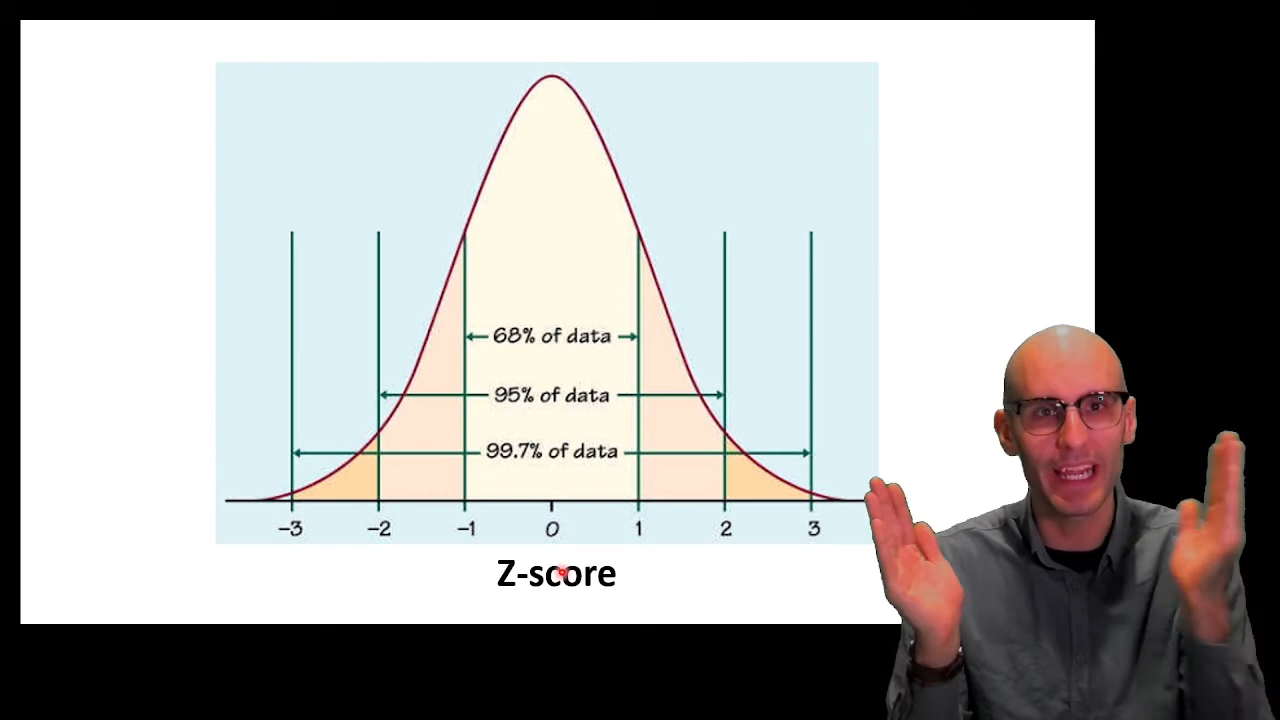 68% of data
95% of data
99.7% of data
-3 -2 -1 0 1 2 3
Z-score